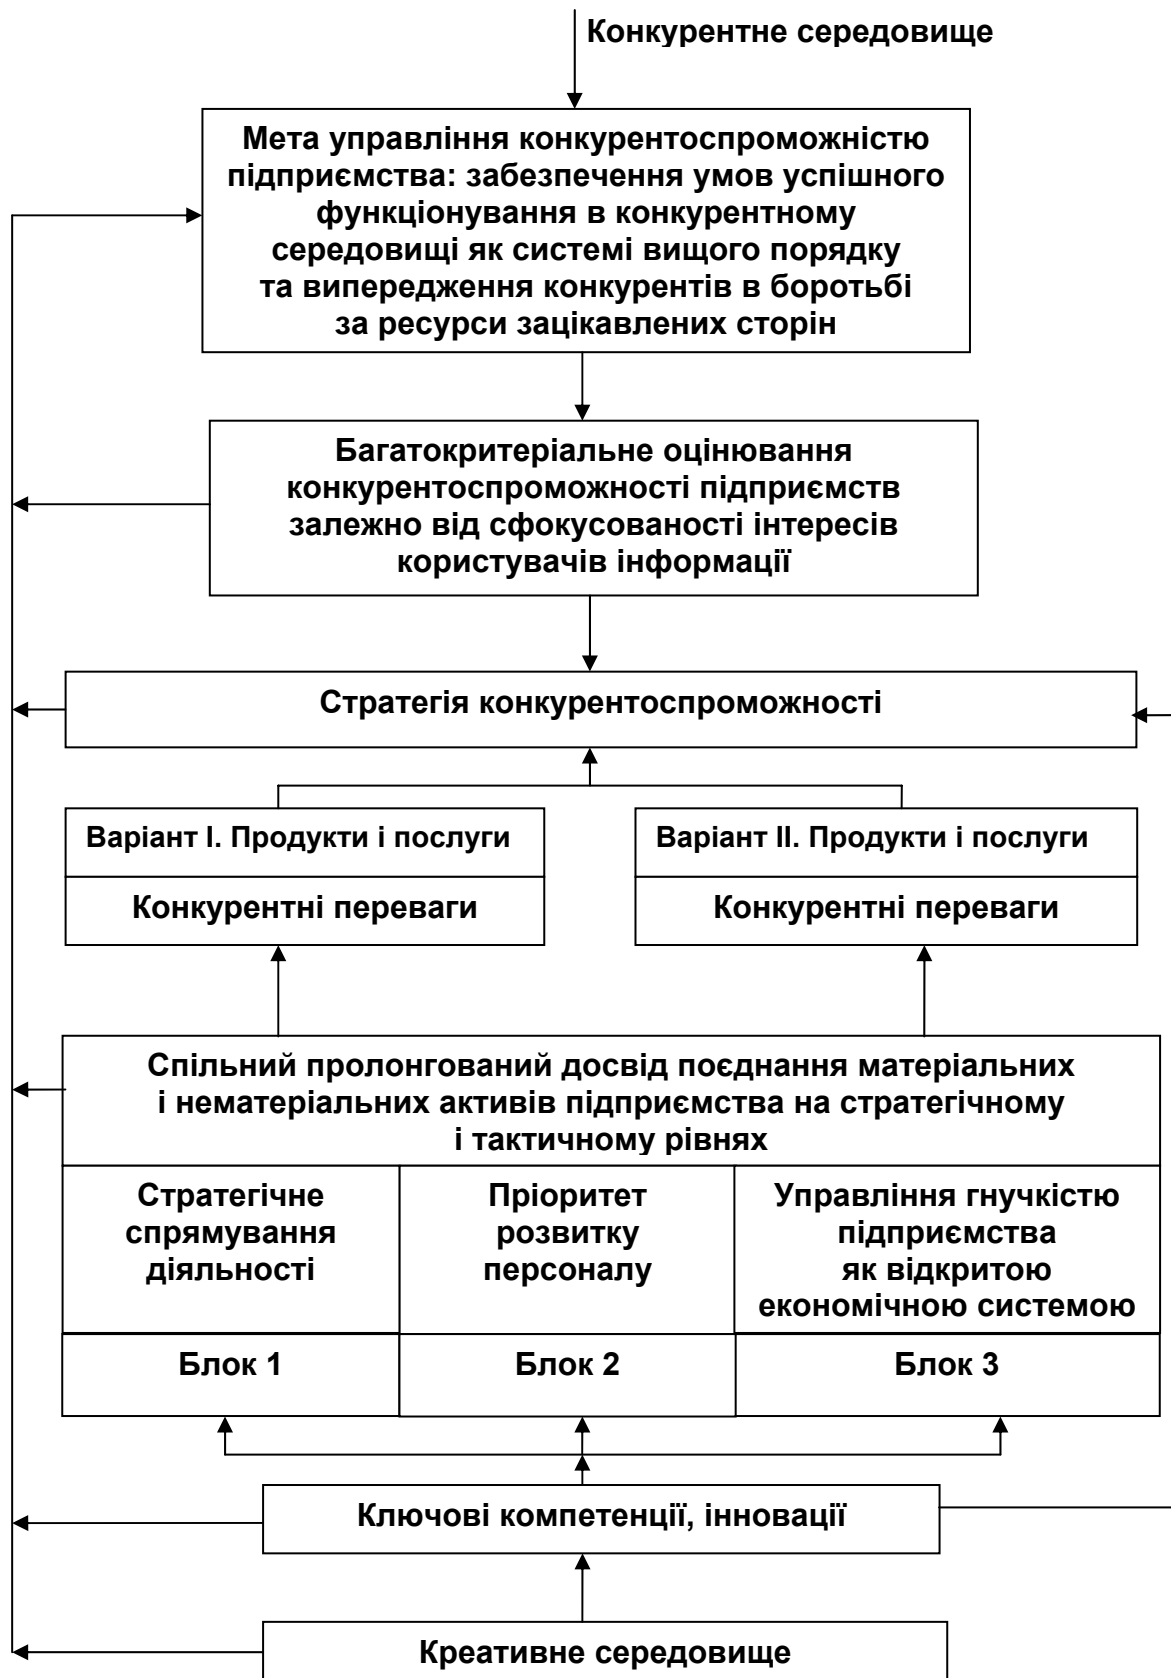 Конкурентне середовище
Мета управління конкурентоспроможністю
підприємства: забезпечення умов успішного
функціонування в конкурентному
середовищі як системі вищого порядку
та випередження конкурентів в боротьбі
за ресурси зацікавлених сторін
Багатокритеріальне оцінювання
конкурентоспроможності підприємств
залежно від сфокусованості інтересів
користувачів інформації
Стратегія конкурентоспроможності
Варіант I. Продукти і послуги
Конкурентні переваги
Варіант II. Продукти і послуги
Конкурентні переваги
Спільний пролонгований досвід поєднання матеріальних
і нематеріальних активів підприємства на стратегічному
і тактичному рівнях
Стратегічне
спрямування
діяльності
Блок 1
Пріоритет
розвитку
персоналу
Блок 2
Управління гнучкістю
підприємства
як відкритою
економічною системою
Блок 3
Ключові компетенції, інновації
Креативне середовище